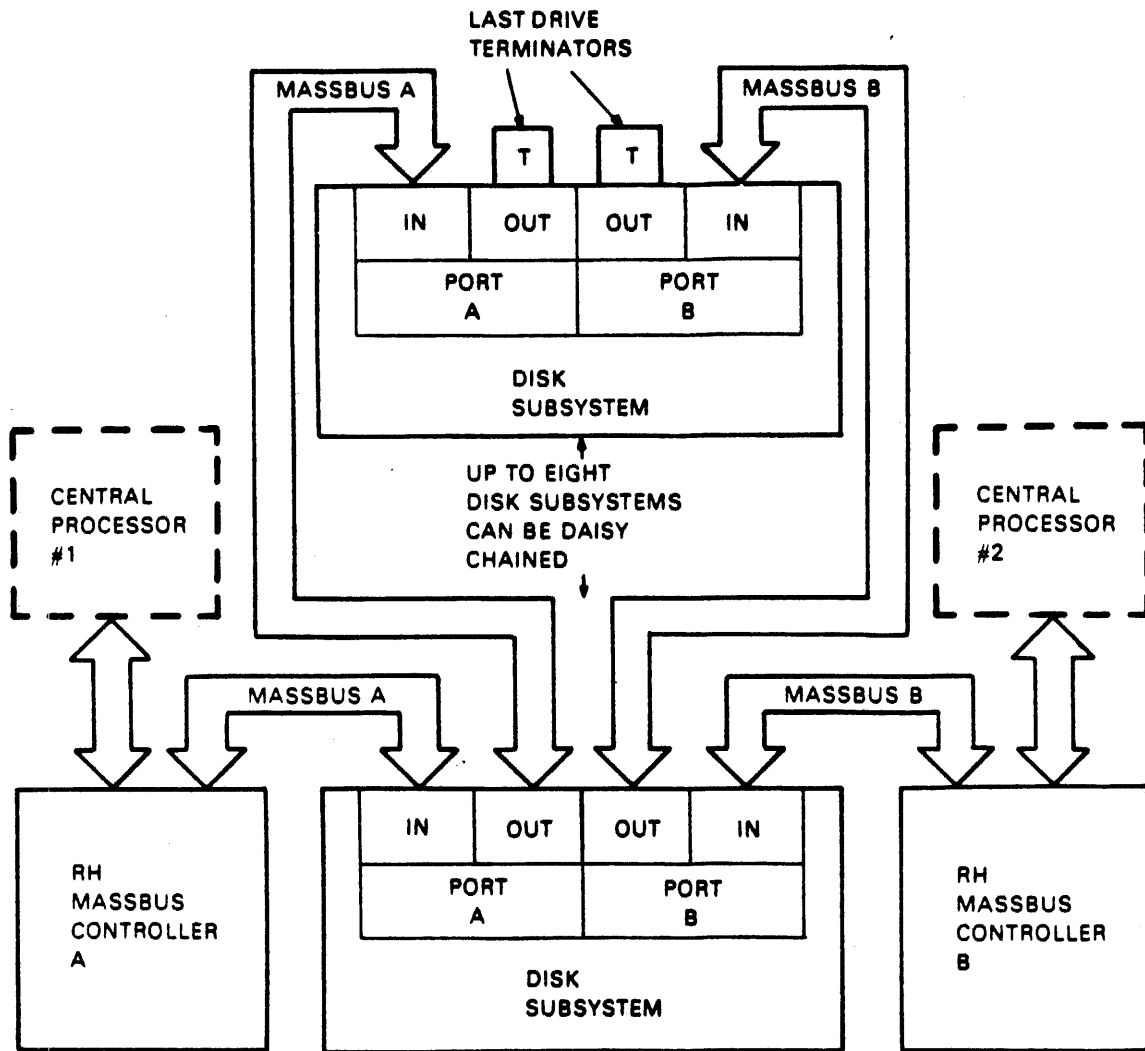 LAST DRIVE
TERMINATORS
MASSBUS A
MASSBUS B
T
T
IN
OUT
OUT
IN
PORT
A
PORT
B
DISK
SUBSYSTEM
CENTRAL
PROCESSOR
#1
UP TO EIGHT
DISK SUBSYSTEMS
CAN BE DAISY
CHAINED
CENTRAL
PROCESSOR
#2
MASSBUS A
MASSBUS B
RH
MASSBUS
CONTROLLER
A
IN
OUT
OUT
IN
PORT
A
PORT
B
DISK
SUBSYSTEM
RH
MASSBUS
CONTROLLER
B